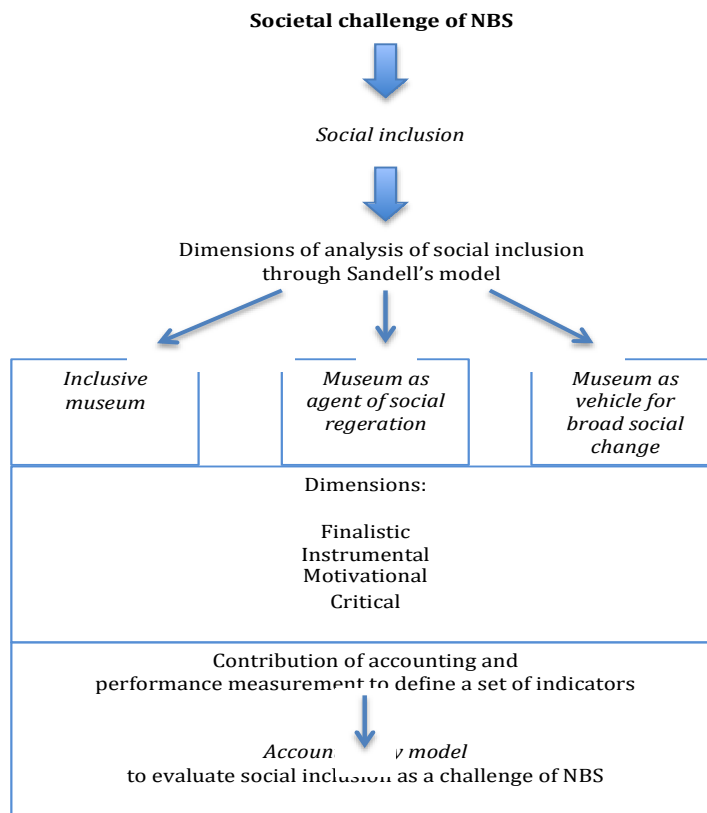 Societal challenge of NBS
Social inclusion
Dimensions of analysis of social inclusion
through Sandell's model
Inclusive
museum
Museum as
agent of social
regeration
Museum as
vehicle for
broad social
change
Dimensions:
Finalistic
Instrumental
Motivational
Critical
Contribution of accounting and
performance measurement to define a set of indicators
model
to evaluate social inclusion as a challenge of NBS